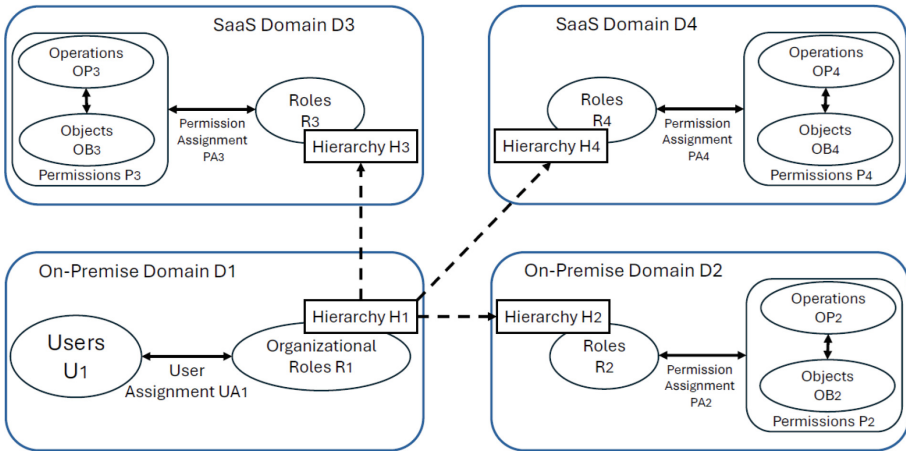 SaaS Domain D3
Operations
OP3
Objects
OB3
Permissions P3
Permission
Assignment
PA3
Roles
R3
Hierarchy H3
SaaS Domain D4
Roles
R4
Hierarchy H4
Permission
Assignment
PA4
Operations
OP4
Objects
OB4
Permissions P4
On-Premise Domain D1
Users
U1
User
Assignment UA1
Hierarchy H1
Organizational
Roles R1
On-Premise Domain D2
Hierarchy H2
Roles
R2
Permission
Assignment
PA2
Operations
OP2
Objects
OB2
Permissions P2